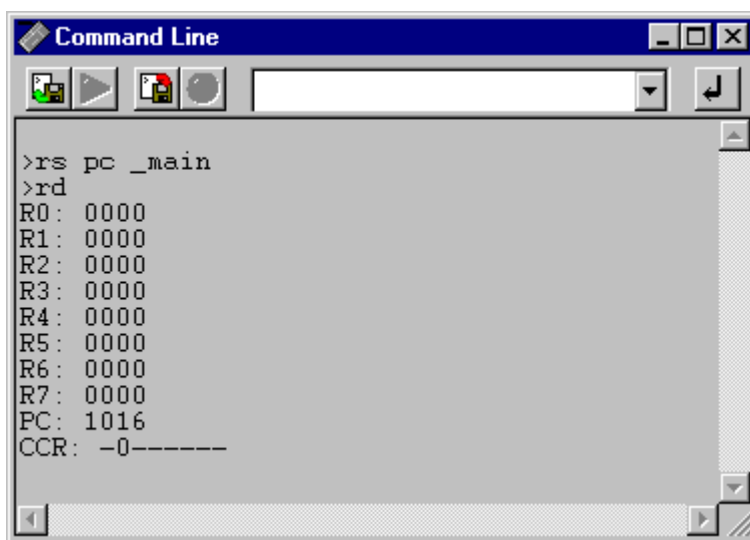 Command Line
>rs pc _main
>rd
R0: 0000
R1: 0000
R2: 0000
R3: 0000
R4: 0000
R5: 0000
R6: 0000
R7: 0000
PC: 1016
CCR: -0------